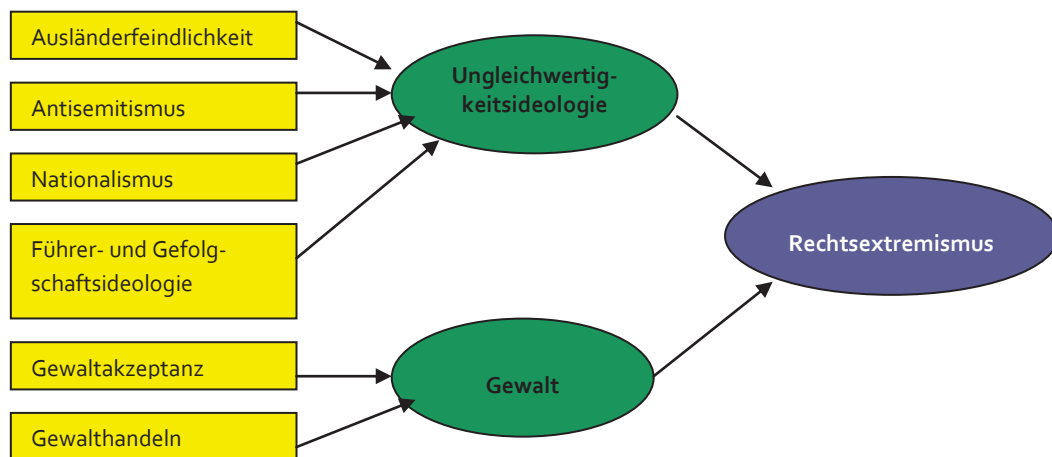 Ausländerfeindlichkeit
Antisemitismus
Nationalismus
Führer- und Gefolg-
schaftsideologie
Gewaltakzeptanz
Gewalthandeln
Ungleichwertig-
keitsideologie
Gewalt
Rechtsextremismus